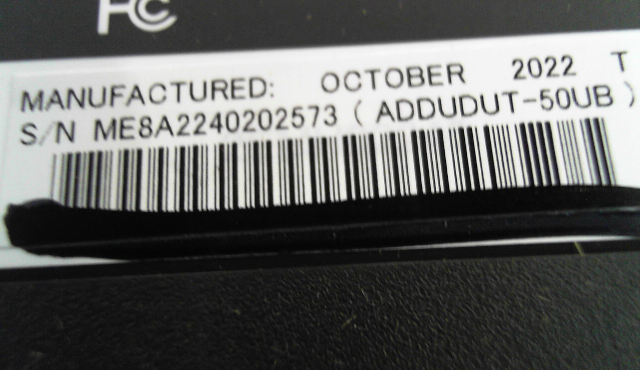 FC
MANUFACTURED: OCTOBER 2022 T
S/N ME8A2240202573 ( ADDUDUT-50UB )